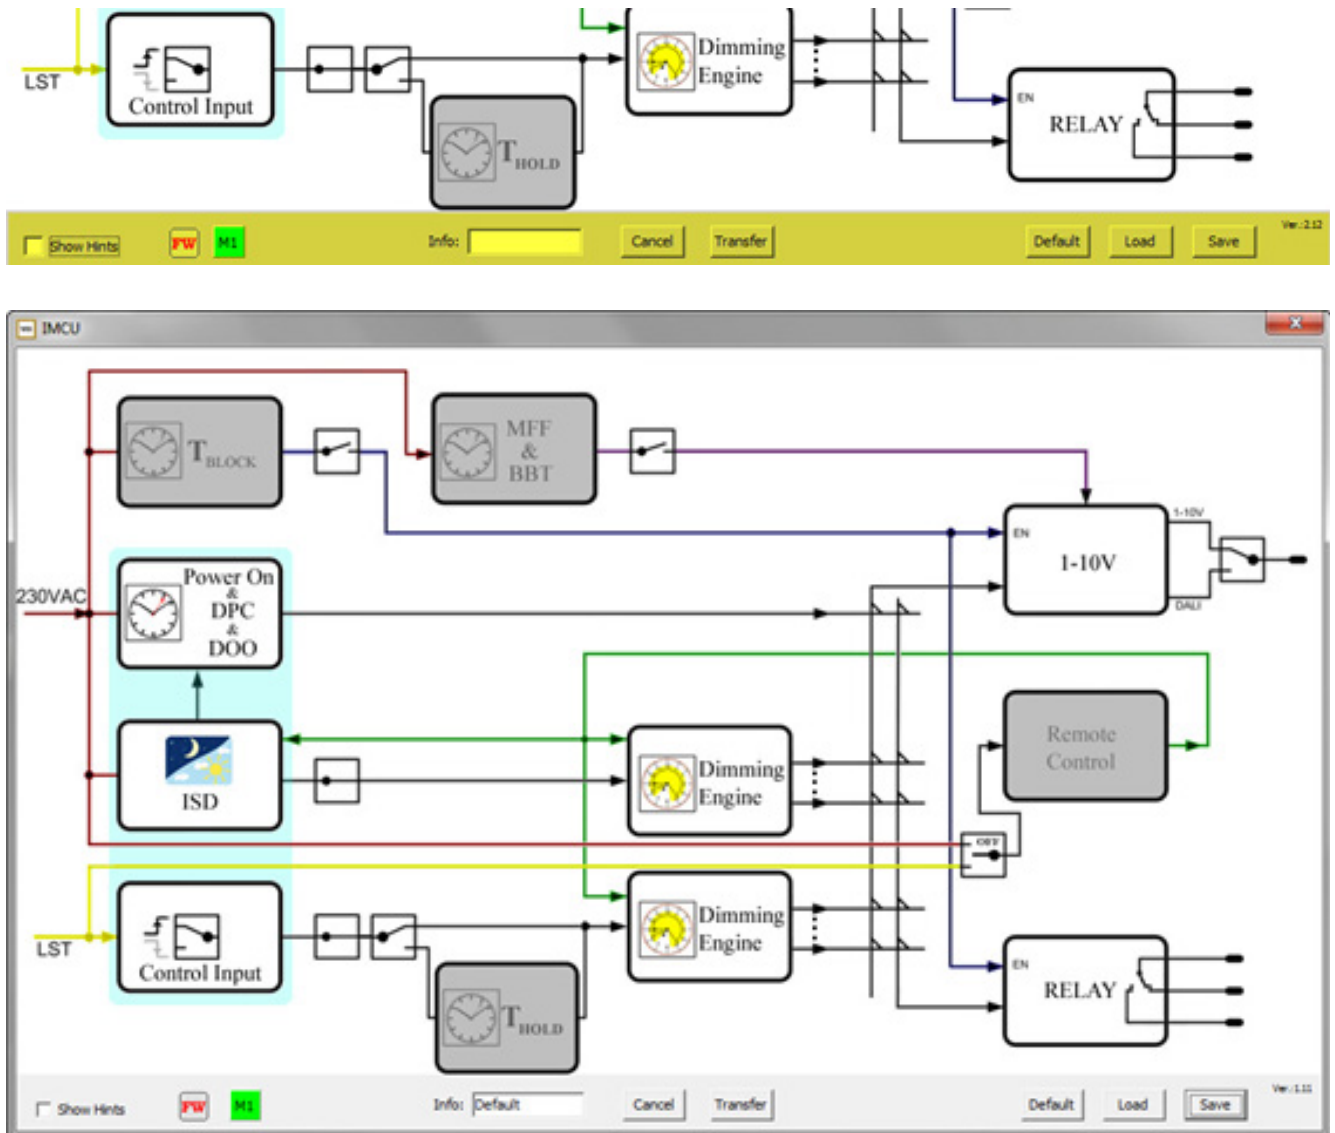 LST
Control Input
T HOLD
Dimming
Engine
EN
RELAY
Show Hints
FW
M1
Info:
Cancel
Transfer
Default
Load
Save
Ver.:2.12
IMCU
T BLOCK
MFF
&
BBT
EN
1-10V
1-10V
DALI
230VAC
Power On
&
DPC
&
DOO
ISD
Dimming
Engine
Remote
Control
OFF
LST
Control Input
T HOLD
Dimming
Engine
EN
RELAY
Show Hints
FW
M1
Info:
Default
Cancel
Transfer
Default
Load
Save
Ver.:1.11